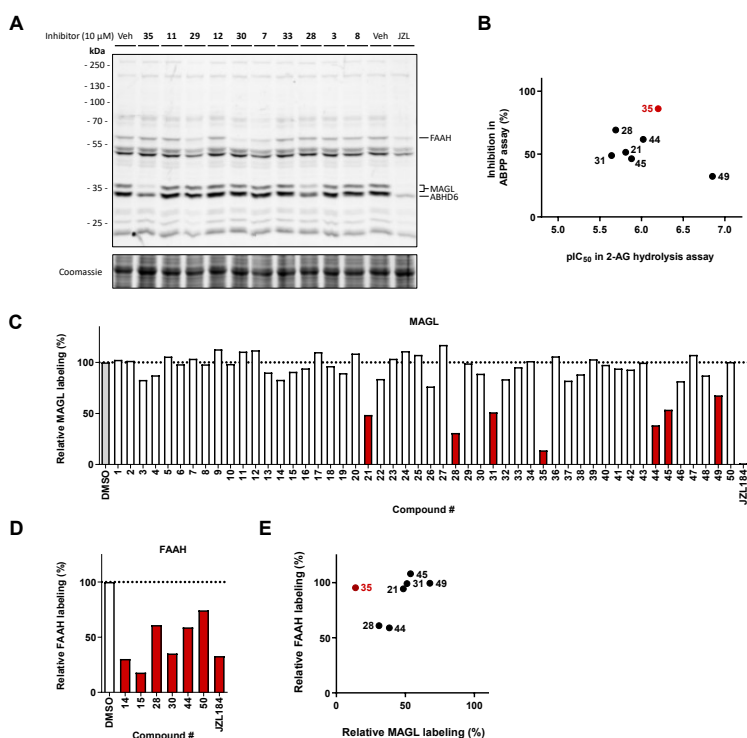 A
Inhibitor (10 µM) Veh 35 11 29 12 30 7 33 28 3 8 Veh JZL
kDa
- 250 -
- 130 -
- 100 -
- 70 -
- 55 -
- 35 -
- 25 -
FAAH
MAGL
ABHD6
Coomassie
B
Inhibition in
ABPP assay (%)
100
50
0
35
28
44
21
31
45
49
5.0 5.5 6.0 6.5 7.0
pIC50 in 2-AG hydrolysis assay
C
MAGL
Relative MAGL labeling (%)
100
50
0
DMSO 1 2 3 4 5 6 7 8 9 10 11 12 13 14 15 16 17 18 19 20 21 22 23 24 25 26 27 28 29 30 31 32 33 34 35 36 37 38 39 40 41 42 43 44 45 46 47 48 49 50 JZL184
Compound #
D
FAAH
Relative FAAH labeling (%)
100
50
0
DMSO 14 15 28 30 44 50 JZL184
Compound #
E
Relative FAAH labeling (%)
100
50
0
45
35
21
31
49
28
44
0 50 100
Relative MAGL labeling (%)